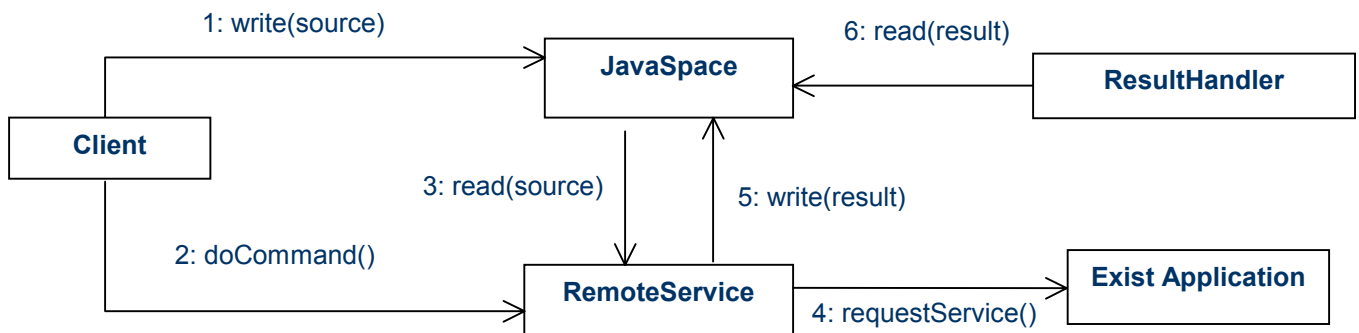 1: write(source)
6: read(result)
JavaSpace
ResultHandler
Client
3: read(source)
5: write(result)
2: doCommand()
RemoteService
Exist Application
4: requestService()